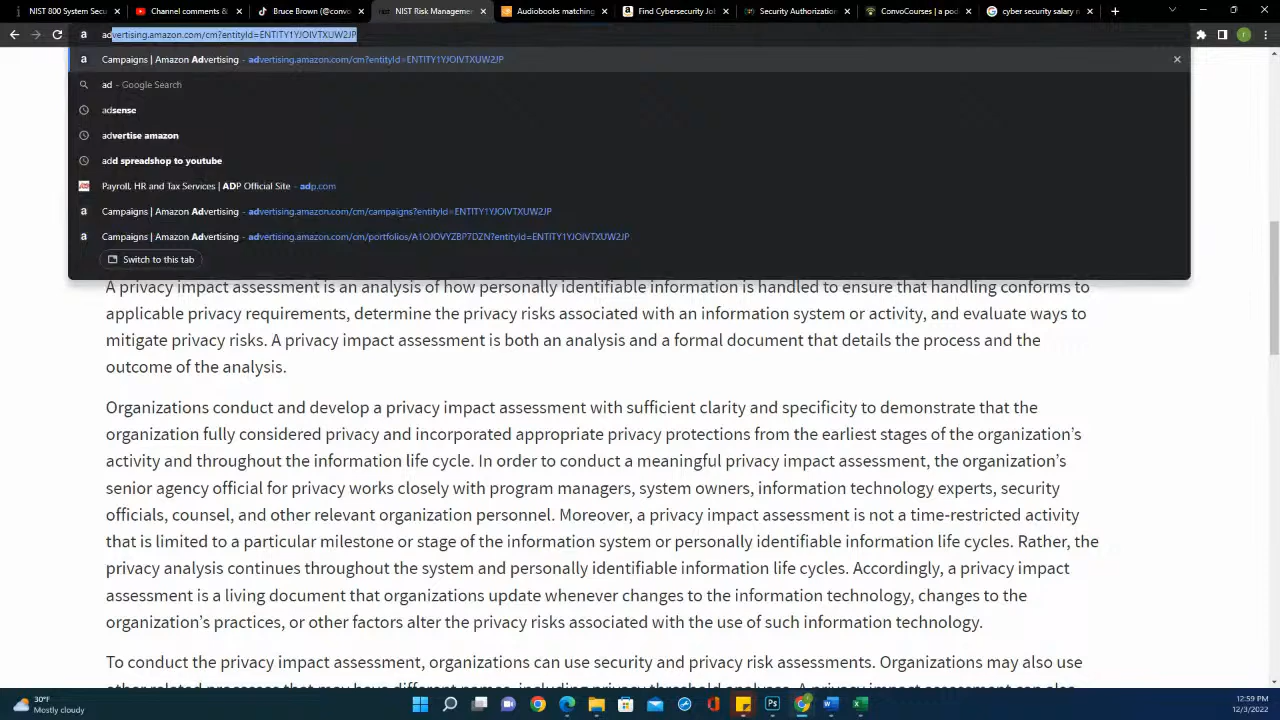 NIST 800 System Secu
Channel comments &
Bruce Brown (@convo
NIST Risk Manageme
Audiobooks matching
Find Cybersecurity Jol
Security Authorization
ConvoCourses | a pod
cyber security salary n
advertising.amazon.com/cm?entityId=ENTITY1YJOIVTXUW2JP
Campaigns | Amazon Advertising - advertising.amazon.com/cm?entityId=ENTITY1YJOIVTXUW2JP
ad - Google Search
adsense
advertise amazon
add spreadshop to youtube
Payroll, HR and Tax Services | ADP Official Site - adp.com
Campaigns | Amazon Advertising - advertising.amazon.com/cm/campaigns?entityId=ENTITY1YJOIVTXUW2JP
Campaigns | Amazon Advertising - advertising.amazon.com/cm/portfolios/A1OJOVYZBP7DZN?entityId=ENTITY1YJOIVTXUW2JP
Switch to this tab
A privacy impact assessment is an analysis of how personally identifiable information is handled to ensure that handling conforms to
applicable privacy requirements, determine the privacy risks associated with an information system or activity, and evaluate ways to
mitigate privacy risks. A privacy impact assessment is both an analysis and a formal document that details the process and the
outcome of the analysis.
Organizations conduct and develop a privacy impact assessment with sufficient clarity and specificity to demonstrate that the
organization fully considered privacy and incorporated appropriate privacy protections from the earliest stages of the organization's
activity and throughout the information life cycle. In order to conduct a meaningful privacy impact assessment, the organization's
senior agency official for privacy works closely with program managers, system owners, information technology experts, security
officials, counsel, and other relevant organization personnel. Moreover, a privacy impact assessment is not a time-restricted activity
that is limited to a particular milestone or stage of the information system or personally identifiable information life cycles. Rather, the
privacy analysis continues throughout the system and personally identifiable information life cycles. Accordingly, a privacy impact
assessment is a living document that organizations update whenever changes to the information technology, changes to the
organization's practices, or other factors alter the privacy risks associated with the use of such information technology.
To conduct the privacy impact assessment, organizations can use security and privacy risk assessments. Organizations may also use
30°F
Mostly cloudy
12:59 PM
12/3/2022